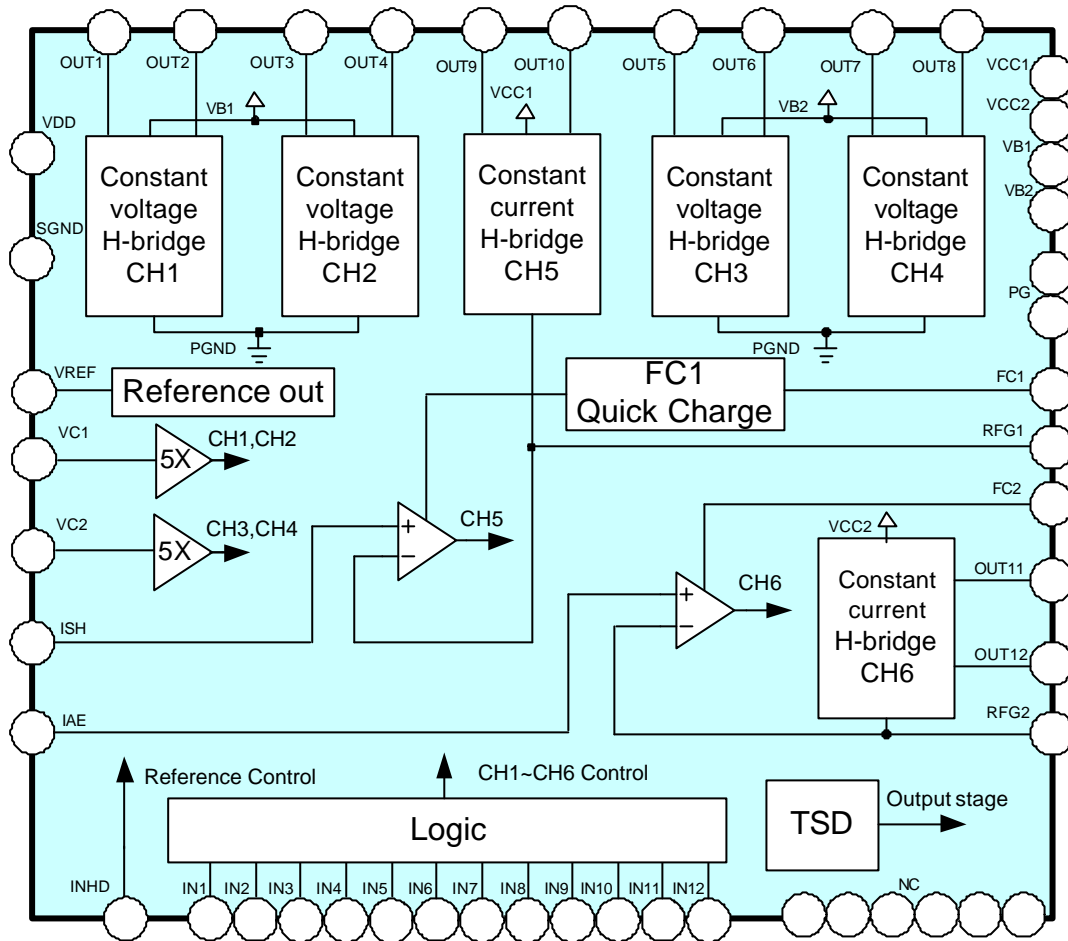 OUT1
OUT2
OUT3
OUT4
OUT9
OUT10
OUT5
OUT6
OUT7
OUT8
VCC1
VCC2
VB1
VB2
PG
VDD
SGND
VB1
VCC1
VB2
Constant
voltage
H-bridge
CH1
Constant
voltage
H-bridge
CH2
Constant
current
H-bridge
CH5
Constant
voltage
H-bridge
CH3
Constant
voltage
H-bridge
CH4
PGND
PGND
VREF
Reference out
FC1
Quick Charge
FC1
RFG1
VC1
5X
CH1,CH2
FC2
VC2
5X
CH3,CH4
+
−
CH5
VCC2
Constant
current
H-bridge
CH6
OUT11
OUT12
RFG2
+
−
CH6
ISH
IAE
Reference Control
CH1~CH6 Control
Logic
TSD
Output stage
INHD
IN1
IN2
IN3
IN4
IN5
IN6
IN7
IN8
IN9
IN10
IN11
IN12
NC